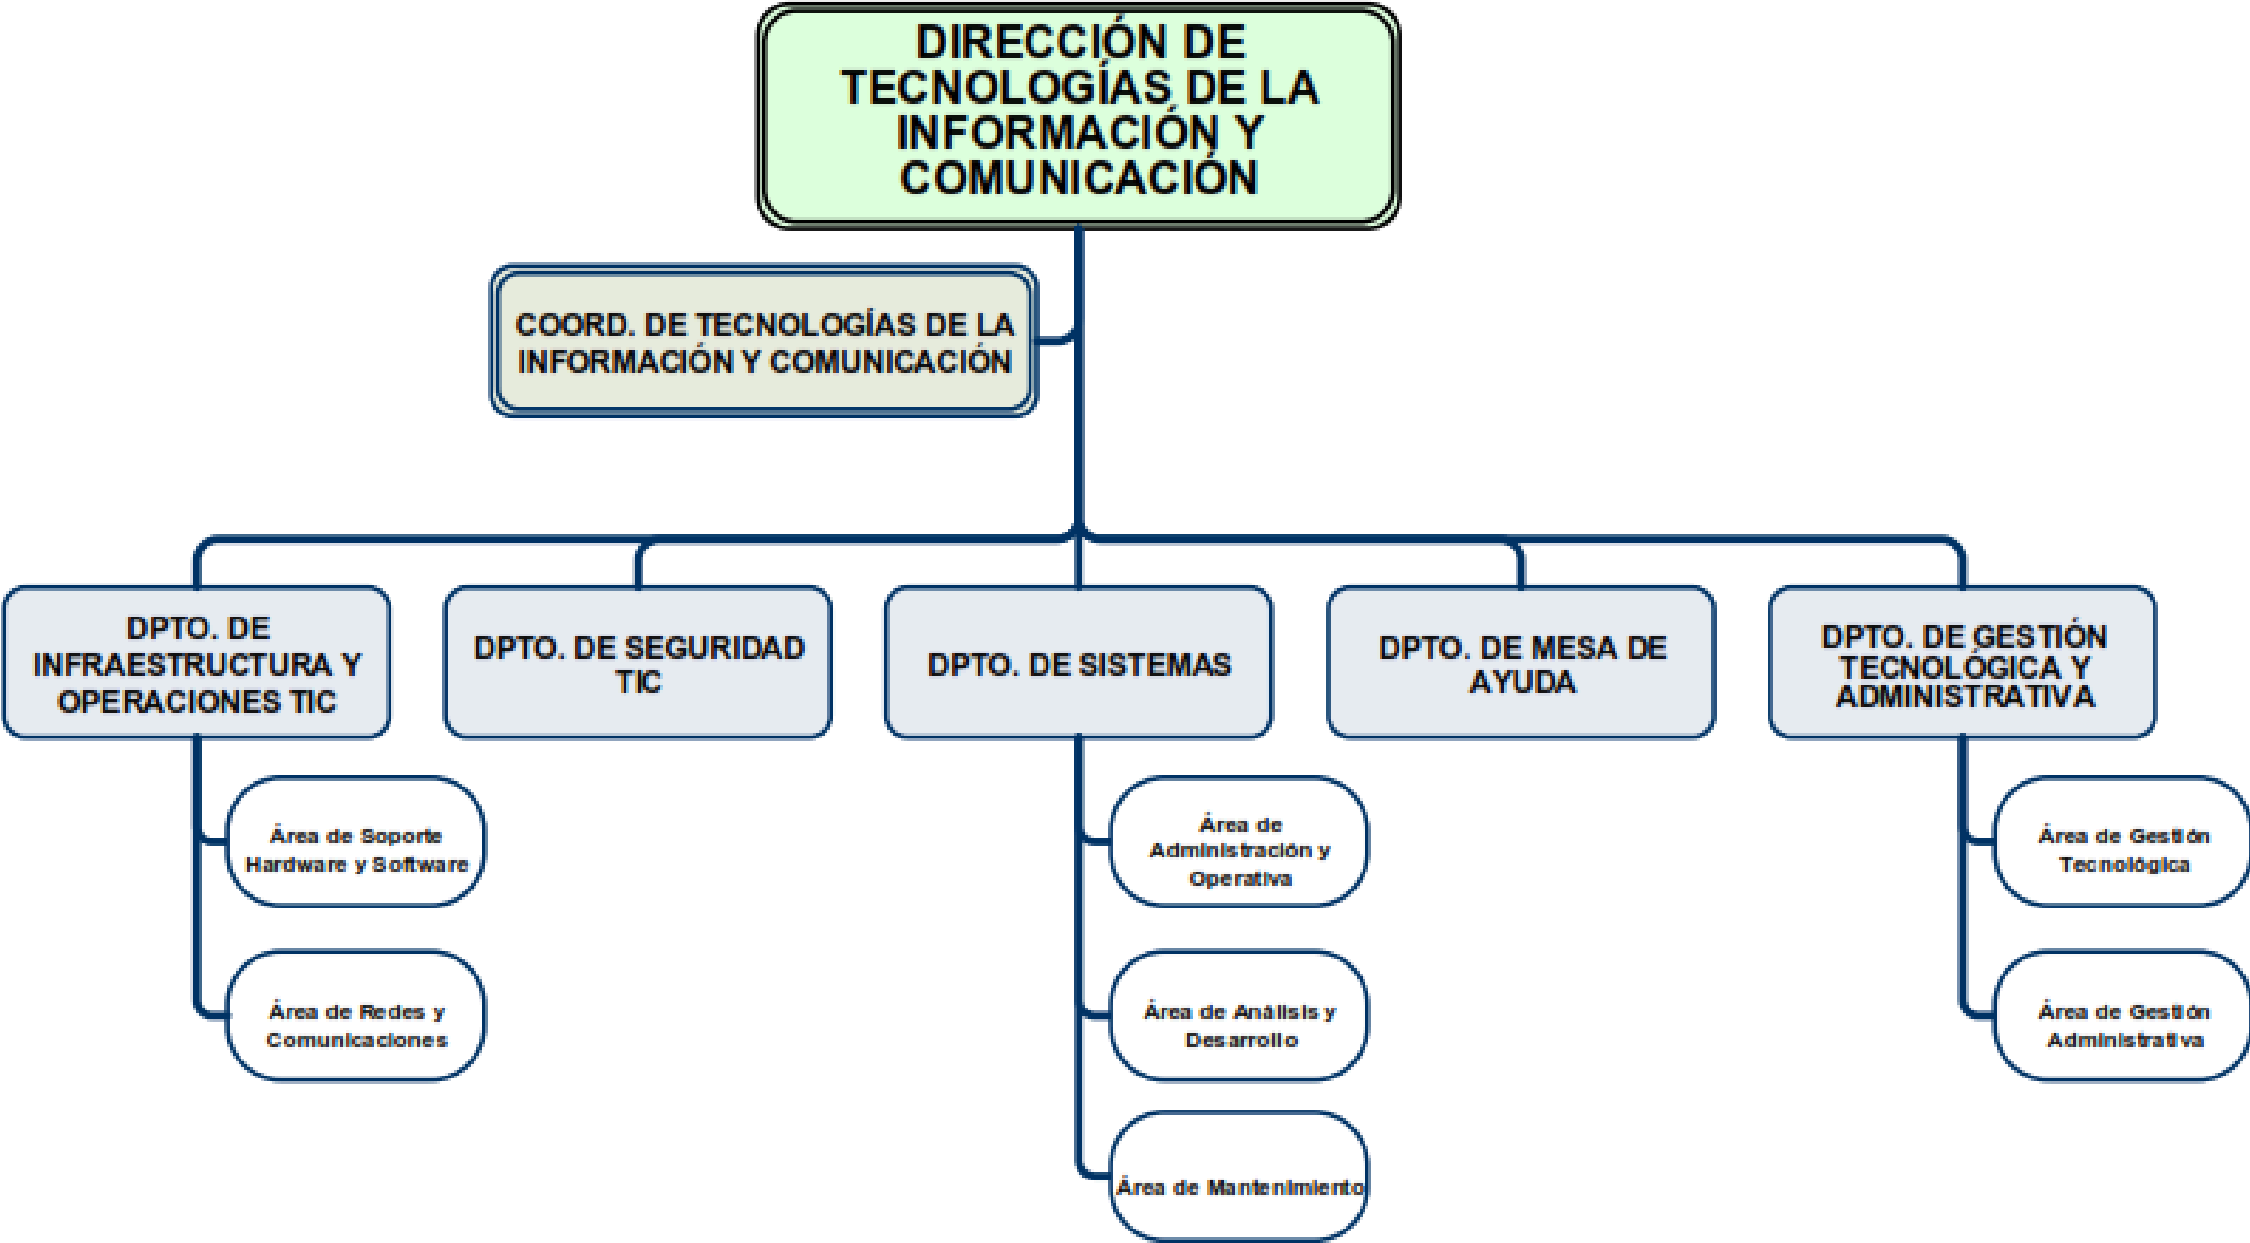 DIRECCIÓN DE
TECNOLOGÍAS DE LA
INFORMACIÓN Y
COMUNICACIÓN
COORD. DE TECNOLOGÍAS DE LA
INFORMACIÓN Y COMUNICACIÓN
DPTO. DE
INFRAESTRUCTURA Y
OPERACIONES TIC
DPTO. DE SEGURIDAD
TIC
DPTO. DE SISTEMAS
DPTO. DE MESA DE
AYUDA
DPTO. DE GESTIÓN
TECNOLÓGICA Y
ADMINISTRATIVA
Área de Soporte
Hardware y Software
Área de Redes y
Comunicaciones
Área de
Administración y
Operativa
Área de Análisis y
Desarrollo
Área de Mantenimiento
Área de Gestión
Tecnológica
Área de Gestión
Administrativa